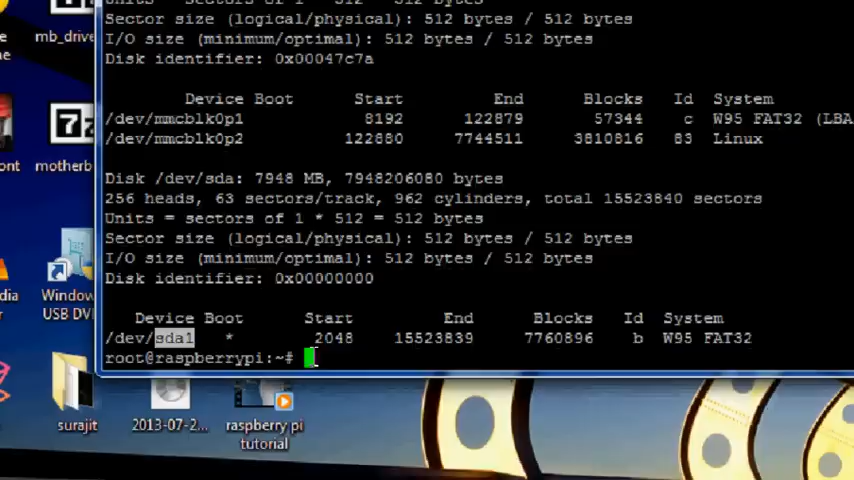 Units = sectors of 1 * 512 = 512 bytes
Sector size (logical/physical): 512 bytes / 512 bytes
I/O size (minimum/optimal): 512 bytes / 512 bytes
Disk identifier: 0x00047c7a
Device Boot Start End Blocks Id System
/dev/mmcblk0p1 8192 122879 57344 c W95 FAT32 (LBA
/dev/mmcblk0p2 122880 7744511 3810816 83 Linux
Disk /dev/sda: 7948 MB, 7948206080 bytes
256 heads, 63 sectors/track, 962 cylinders, total 15523840 sectors
Units = sectors of 1 * 512 = 512 bytes
Sector size (logical/physical): 512 bytes / 512 bytes
I/O size (minimum/optimal): 512 bytes / 512 bytes
Disk identifier: 0x00000000
Device Boot Start End Blocks Id System
/dev/sda1 * 2048 15523839 7760896 b W95 FAT32
root@raspberrypi:~#
mb_drive
7z
ont
motherb
dia
Window
USB DV
surajit
2013-07-2...
raspberry pi
tutorial